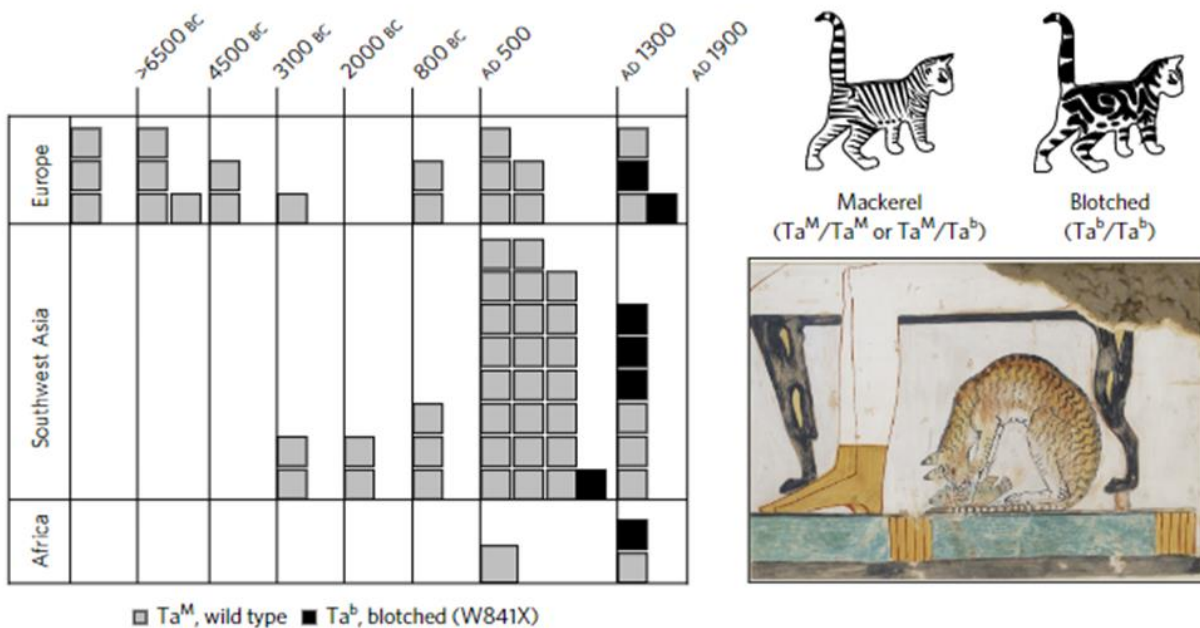 >6500 BC
4500 BC
3100 BC
2000 BC
800 BC
AD 500
AD 1300
AD 1900
Europe
Southwest Asia
Africa
Ta^M, wild type Ta^b, blotched (W841X)
Mackerel
(Ta^M/Ta^M or Ta^M/Ta^b)
Blotched
(Ta^b/Ta^b)